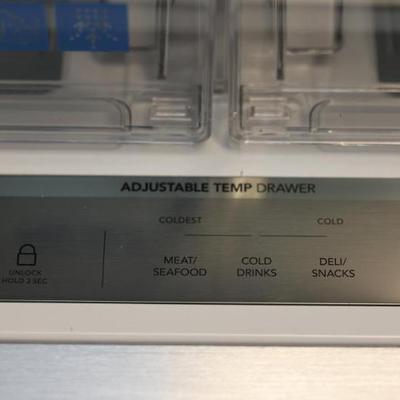 ADJUSTABLE TEMP DRAWER
COLDEST COLD
MEAT/ COLD DELI/
SEAFOOD DRINKS SNACKS
UNLOCK
HOLD 3 SEC